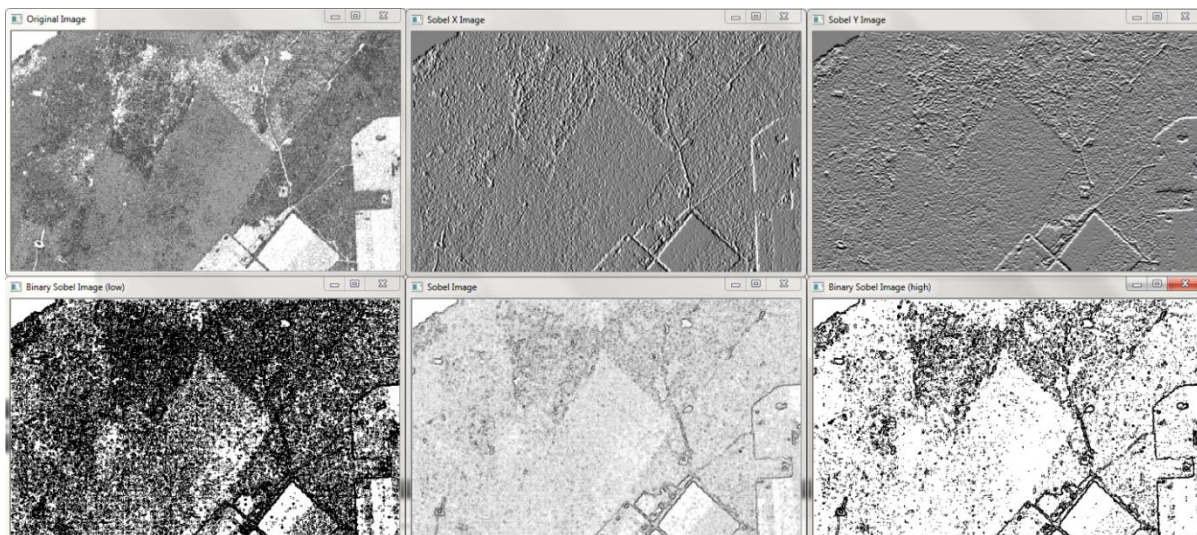 Original Image
Sobel X Image
Sobel Y Image
Binary Sobel Image (low)
Sobel Image
Binary Sobel Image (high)